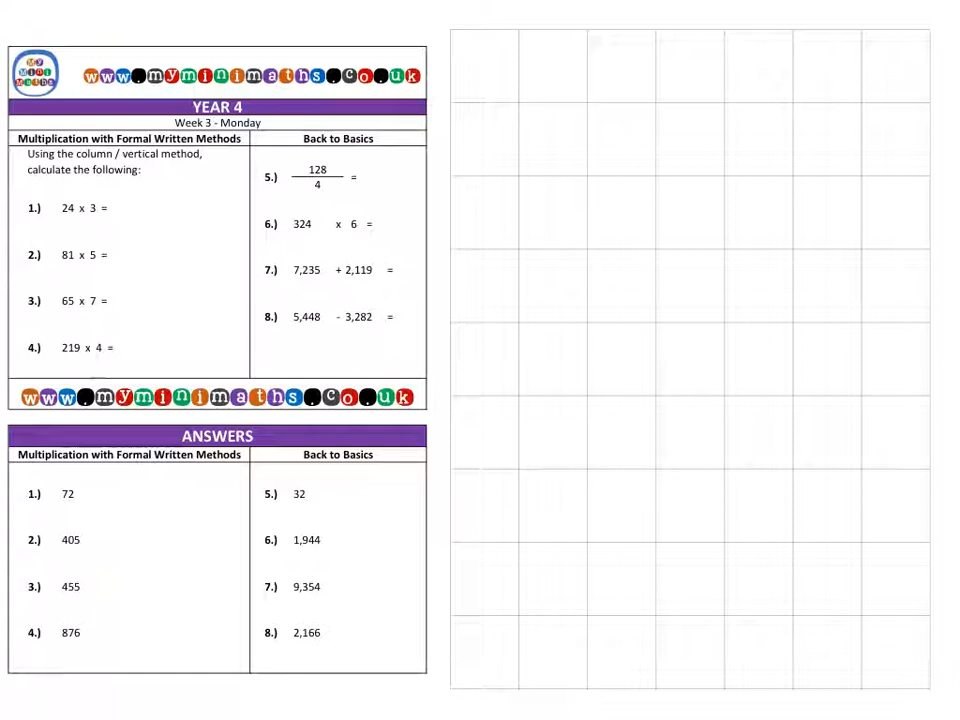 My
Mini
Maths
www.myminimaths.co.uk
YEAR 4
Week 3 - Monday
Multiplication with Formal Written Methods
Back to Basics
Using the column / vertical method,
calculate the following:
1.) 24 x 3 =
2.) 81 x 5 =
3.) 65 x 7 =
4.) 219 x 4 =
5.) 128/4 =
6.) 324 x 6 =
7.) 7,235 + 2,119 =
8.) 5,448 - 3,282 =
www.myminimaths.co.uk
ANSWERS
Multiplication with Formal Written Methods
Back to Basics
1.) 72
2.) 405
3.) 455
4.) 876
5.) 32
6.) 1,944
7.) 9,354
8.) 2,166